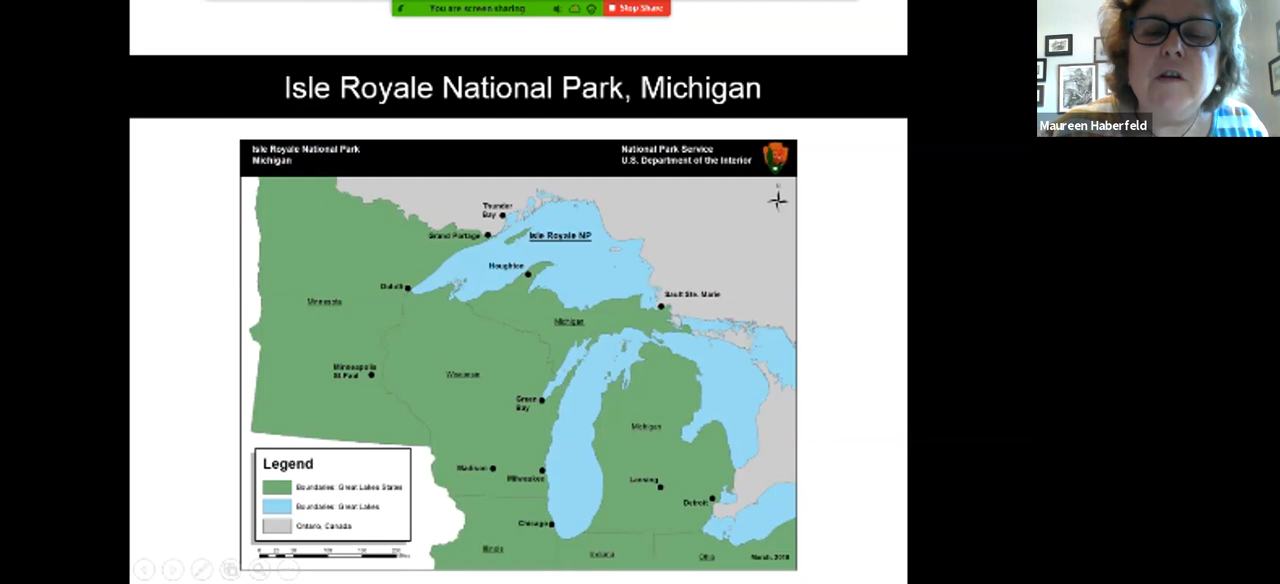 You are screen sharing
Stop Share
Isle Royale National Park, Michigan
Maureen Haberfeld
Isle Royale National Park
Michigan
National Park Service
U.S. Department of the Interior
N
Thunder
Bay
Grand Portage
Isle Royale NP
Houghton
Duluth
Sault Ste. Marie
Minnesota
Michigan
Minneapolis
St Paul
Wisconsin
Green
Bay
Michigan
Legend
Boundaries: Great Lakes States
Boundaries: Great Lakes
Ontario, Canada
Madison
Milwaukee
Lansing
Detroit
Chicago
Illinois
Indiana
Ohio